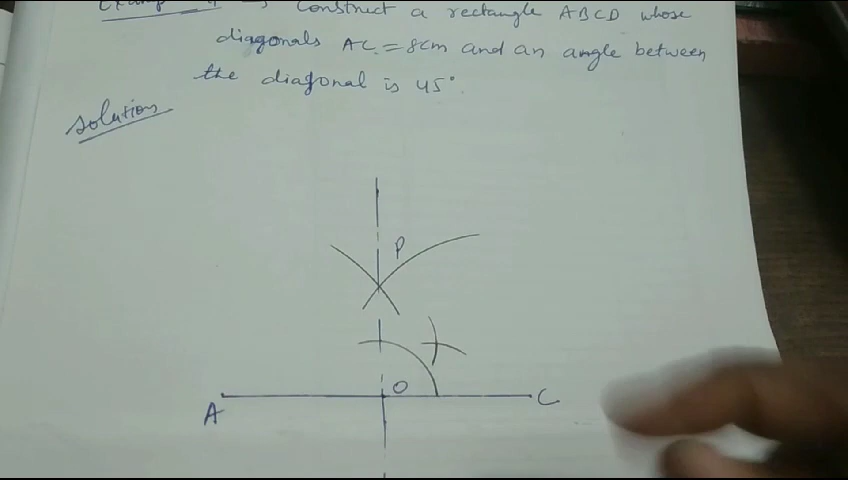 Construct a rectangle ABCD whose
diagonals AC = 8cm and an angle between
the diagonal is 45°.
Solution
P
O
A
C